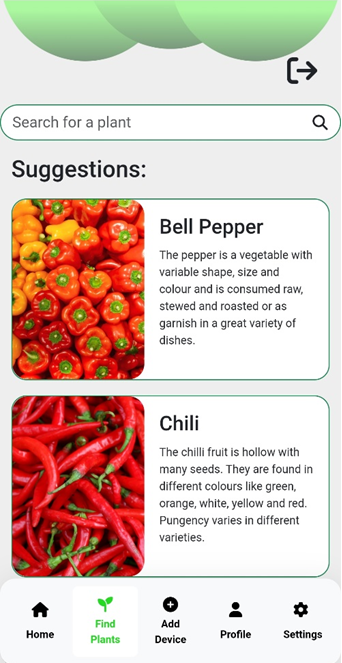 Search for a plant
Suggestions:
Bell Pepper
The pepper is a vegetable with
variable shape, size and
colour and is consumed raw,
stewed and roasted or as
garnish in a great variety of
dishes.
Chili
The chilli fruit is hollow with
many seeds. They are found in
different colours like green,
orange, white, yellow and red.
Pungency varies in different
varieties.
Home
Find
Plants
Add
Device
Profile
Settings